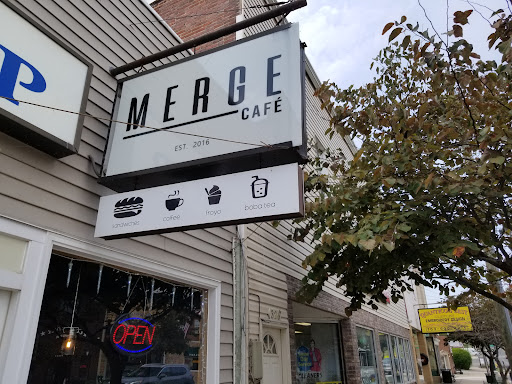 P
MERGE
CAFÉ
EST. 2016
sandwiches
coffee
froyo
boba tea
OPEN